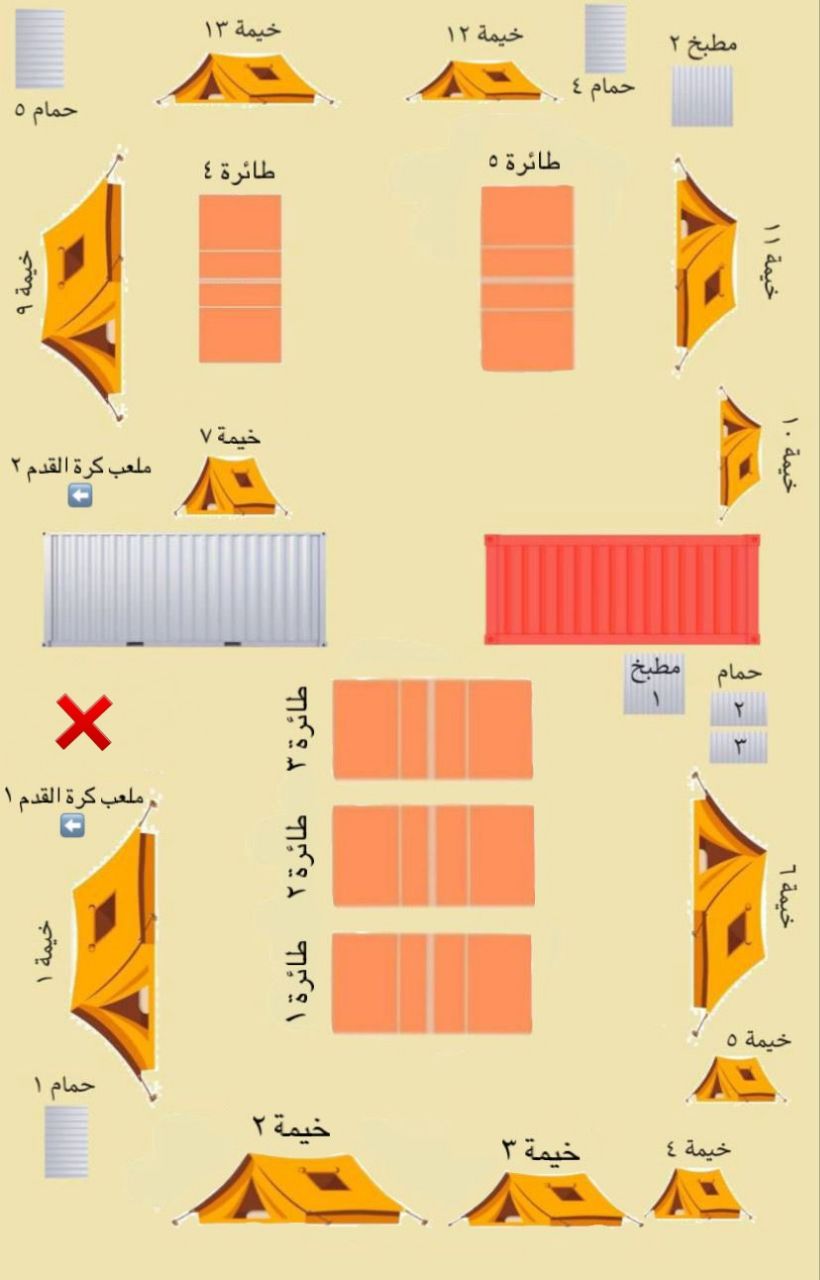 خيمة ١٣
خيمة ١٢
مطبخ ٢
حمام ٤
حمام ٥
طائرة ٥
طائرة ٤
خيمة ١١
خيمة ٩
خيمة ١٠
خيمة ٧
ملعب كرة القدم ٢
مطبخ
١
حمام
٢
٣
طائرة ٣
ملعب كرة القدم ١
طائرة ٢
خيمة ٦
خيمة ١
طائرة ١
خيمة ٥
حمام ١
خيمة ٢
خيمة ٣
خيمة ٤